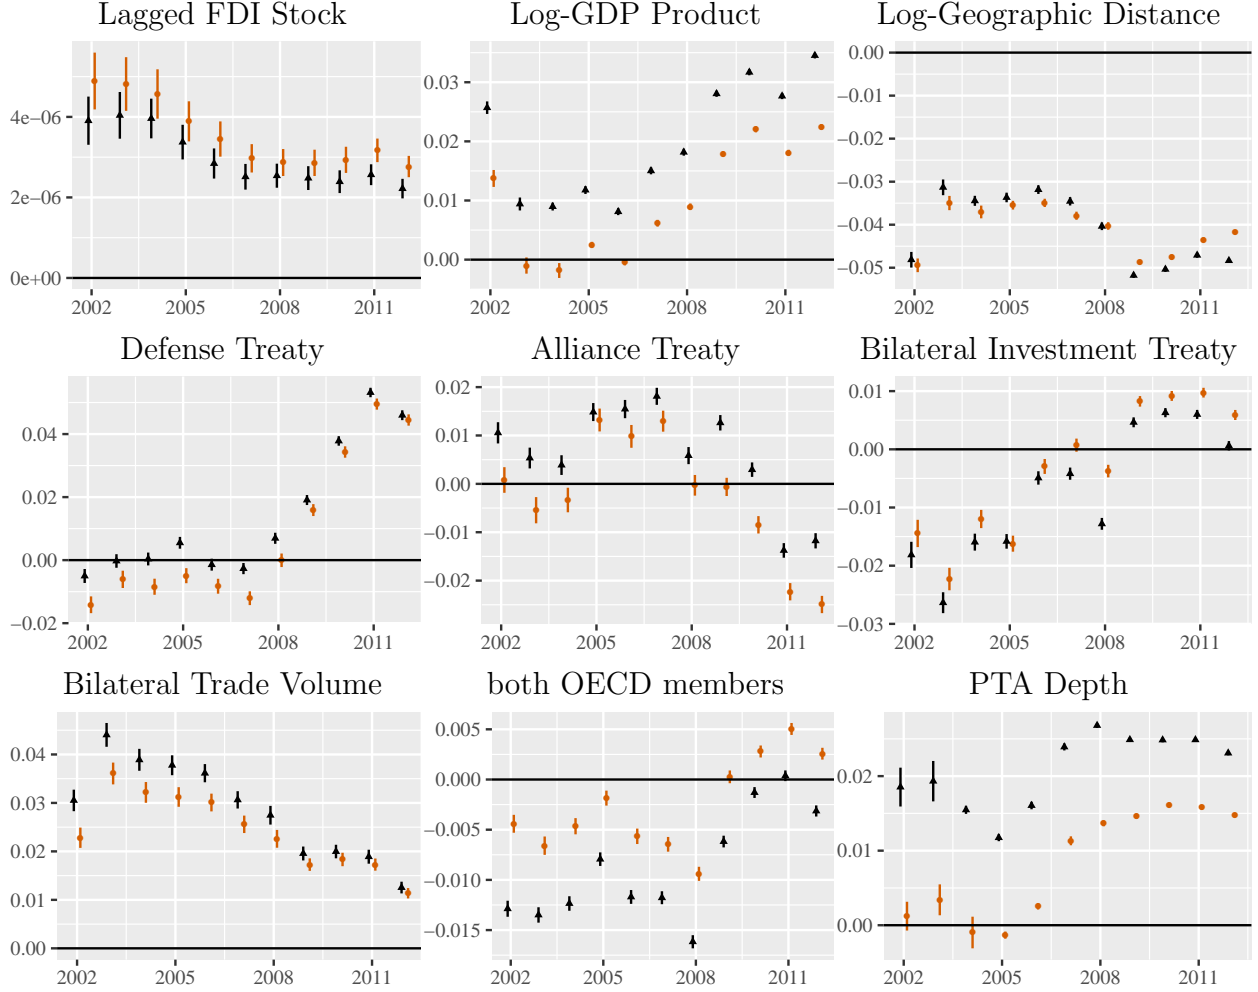 Lagged FDI Stock
Log-GDP Product
Log-Geographic Distance
4e−06
2e−06
0e+00
2002 2005 2008 2011
0.03
0.02
0.01
0.00
2002 2005 2008 2011
0.00
−0.01
−0.02
−0.03
−0.04
−0.05
2002 2005 2008 2011
Defense Treaty
Alliance Treaty
Bilateral Investment Treaty
0.04
0.02
0.00
−0.02
2002 2005 2008 2011
0.02
0.01
0.00
−0.01
−0.02
2002 2005 2008 2011
0.01
0.00
−0.01
−0.02
−0.03
2002 2005 2008 2011
Bilateral Trade Volume
both OECD members
PTA Depth
0.04
0.03
0.02
0.01
0.00
2002 2005 2008 2011
0.005
0.000
−0.005
−0.010
−0.015
2002 2005 2008 2011
0.02
0.01
0.00
2002 2005 2008 2011